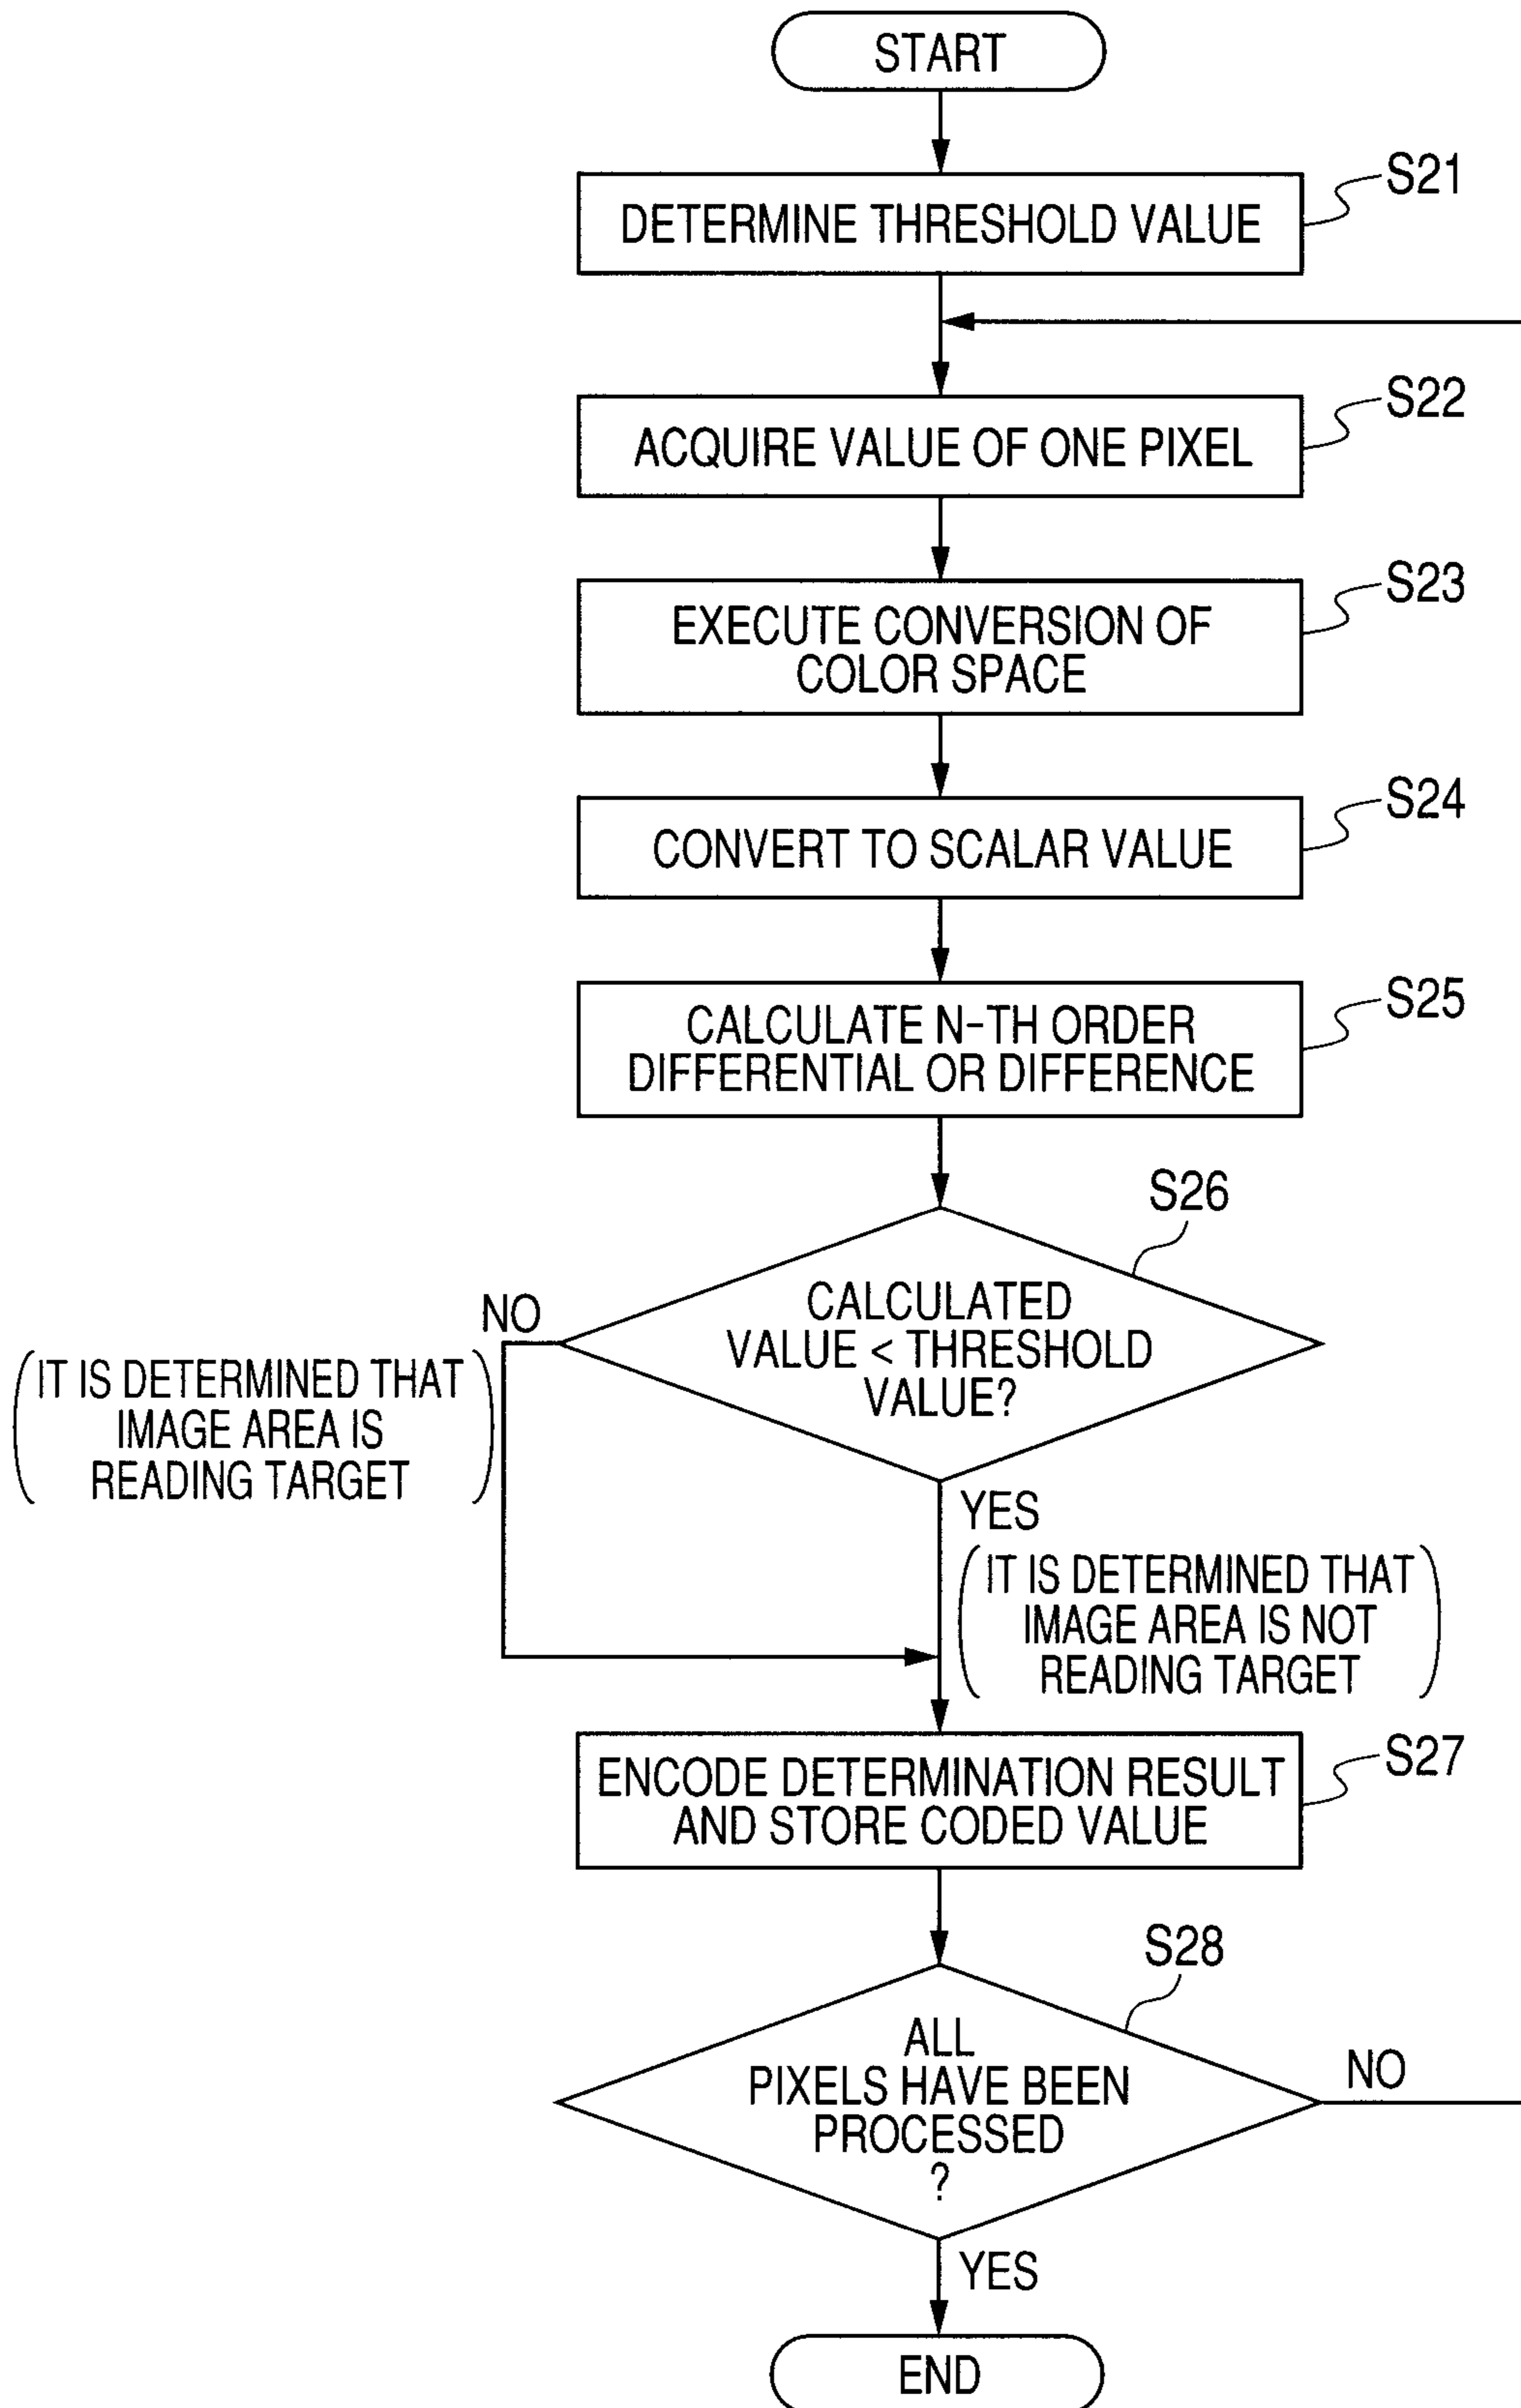 START
S21
DETERMINE THRESHOLD VALUE
S22
ACQUIRE VALUE OF ONE PIXEL
S23
EXECUTE CONVERSION OF
COLOR SPACE
S24
CONVERT TO SCALAR VALUE
S25
CALCULATE N-TH ORDER
DIFFERENTIAL OR DIFFERENCE
S26
CALCULATED
VALUE < THRESHOLD
VALUE?
NO
(IT IS DETERMINED THAT
IMAGE AREA IS
READING TARGET)
YES
(IT IS DETERMINED THAT
IMAGE AREA IS NOT
READING TARGET)
S27
ENCODE DETERMINATION RESULT
AND STORE CODED VALUE
S28
ALL
PIXELS HAVE BEEN
PROCESSED
?
NO
YES
END